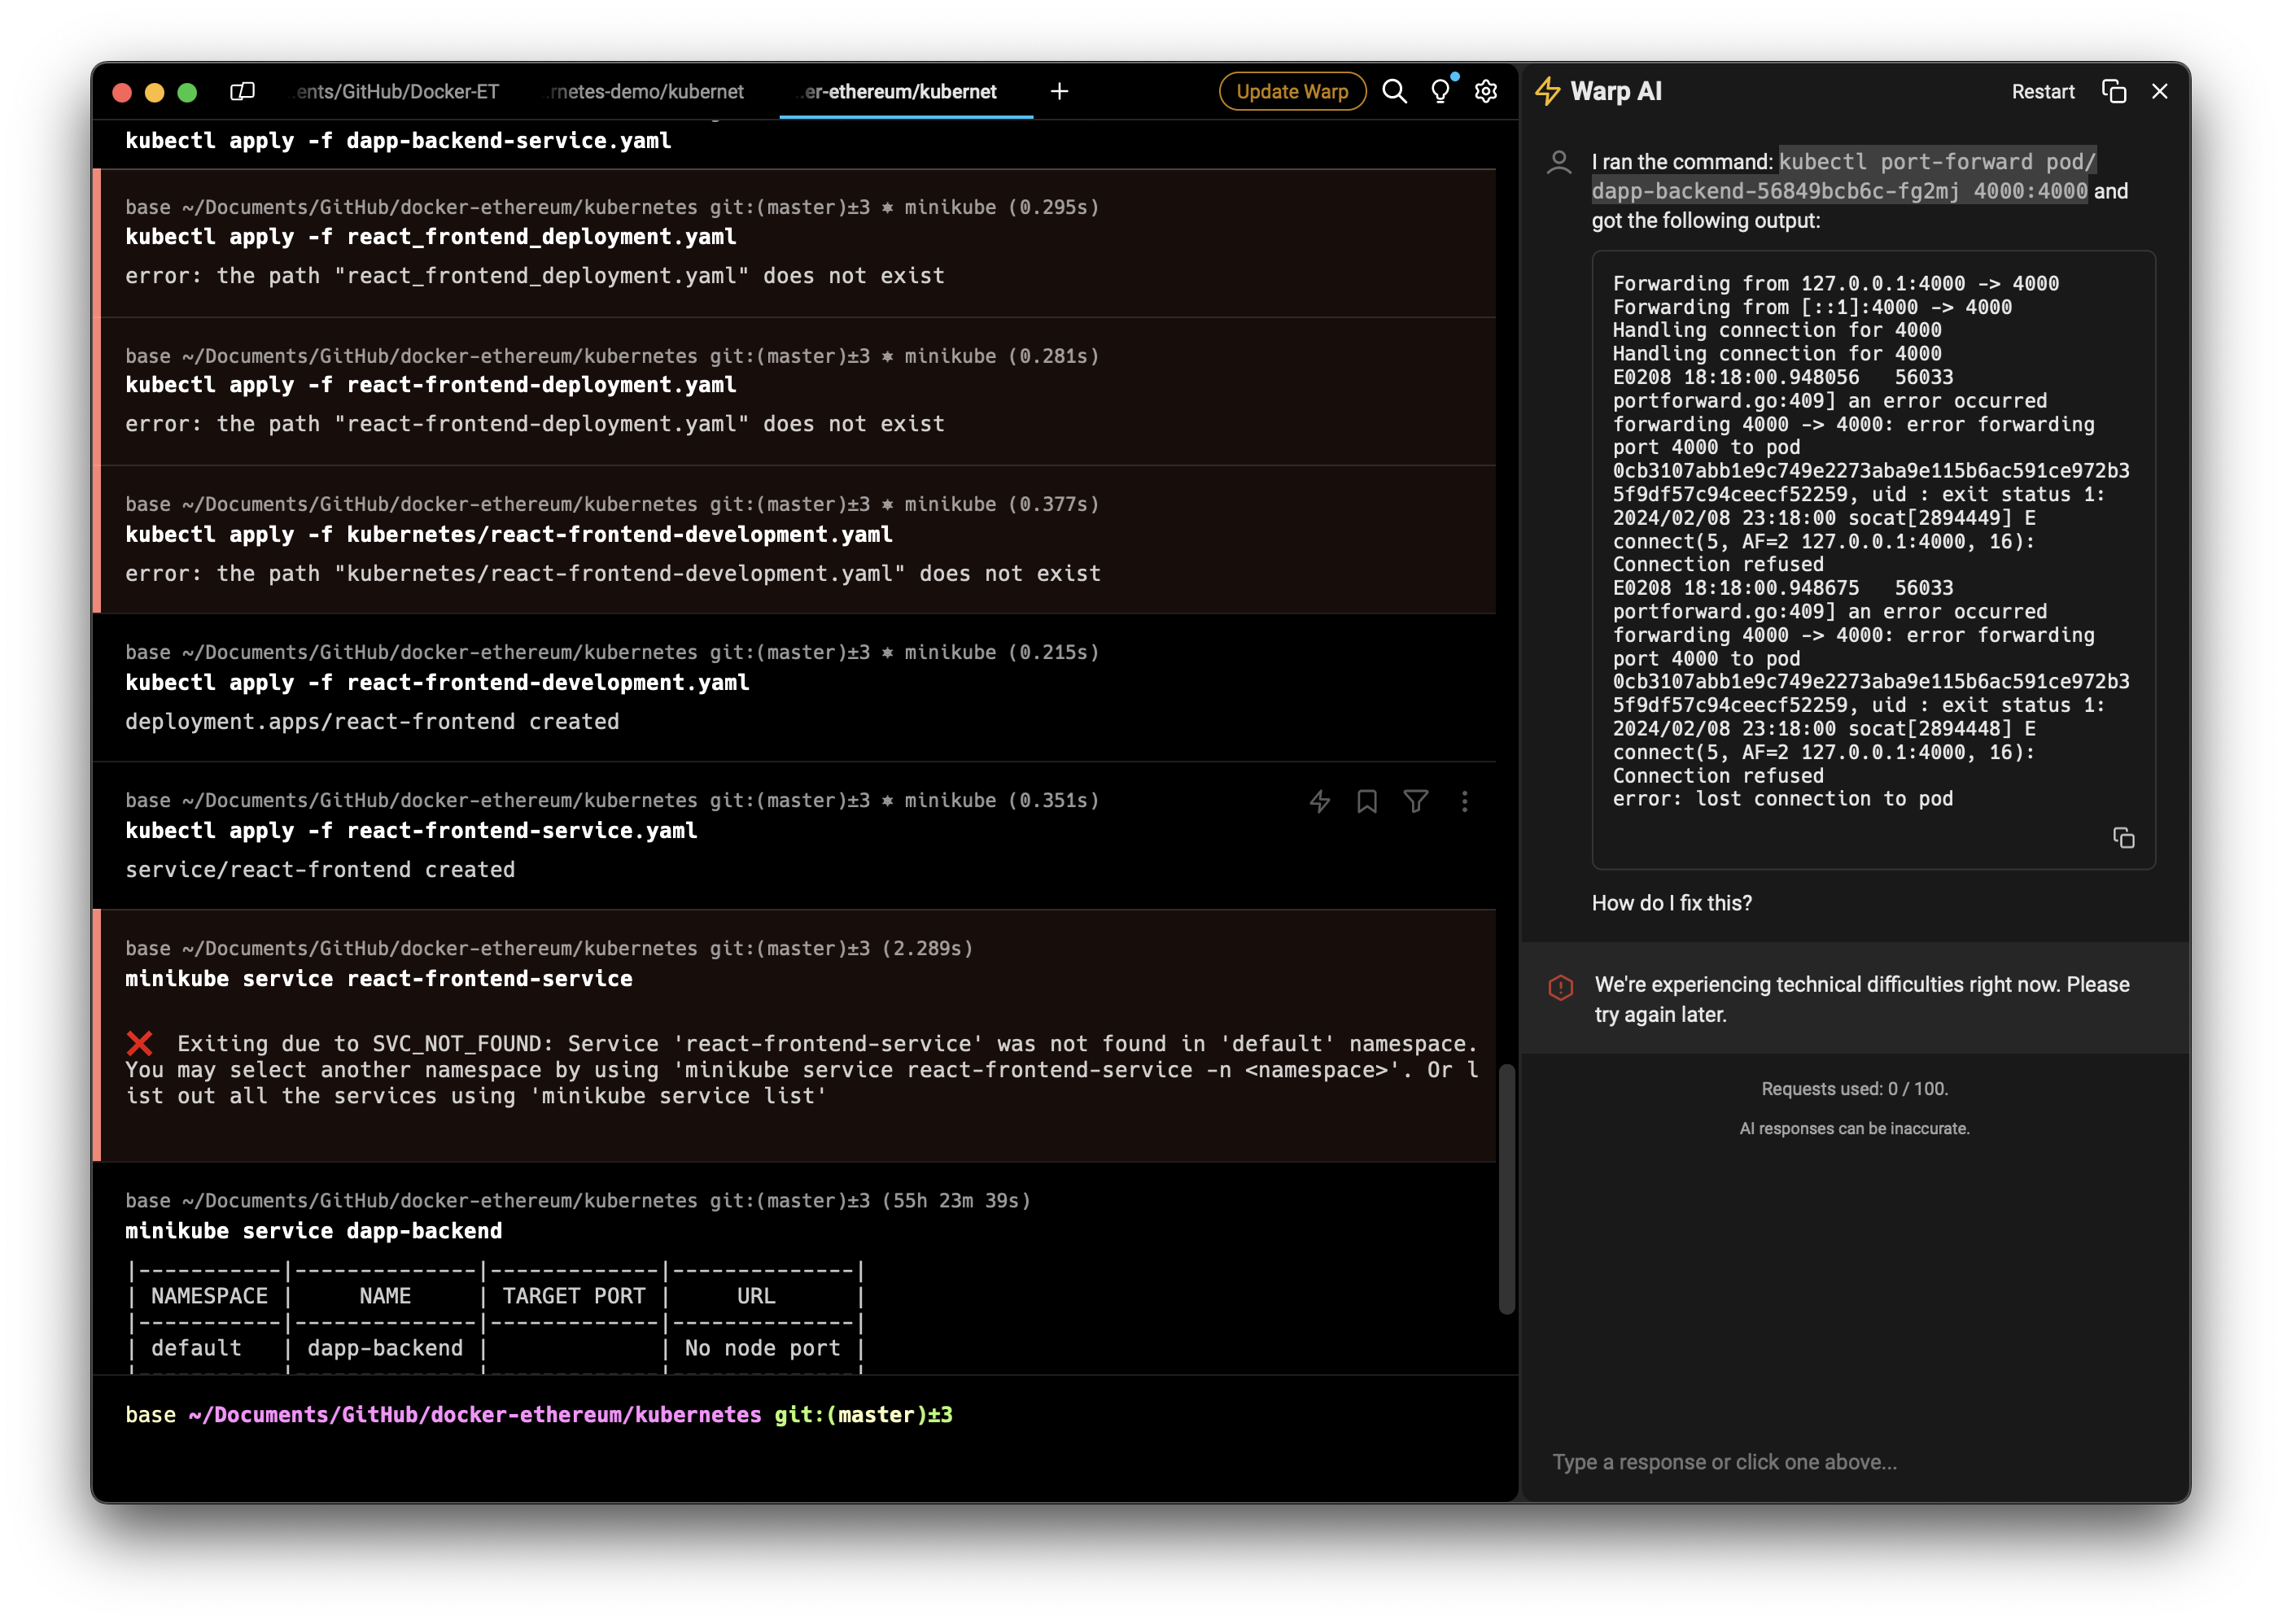 ents/GitHub/Docker-ET
rnetes-demo/kubernet
er-ethereum/kubernet
Update Warp
kubectl apply -f dapp-backend-service.yaml
base ~/Documents/GitHub/docker-ethereum/kubernetes git:(master)±3 ⎈ minikube (0.295s)
kubectl apply -f react_frontend_deployment.yaml
error: the path "react_frontend_deployment.yaml" does not exist
base ~/Documents/GitHub/docker-ethereum/kubernetes git:(master)±3 ⎈ minikube (0.281s)
kubectl apply -f react-frontend-deployment.yaml
error: the path "react-frontend-deployment.yaml" does not exist
base ~/Documents/GitHub/docker-ethereum/kubernetes git:(master)±3 ⎈ minikube (0.377s)
kubectl apply -f kubernetes/react-frontend-development.yaml
error: the path "kubernetes/react-frontend-development.yaml" does not exist
base ~/Documents/GitHub/docker-ethereum/kubernetes git:(master)±3 ⎈ minikube (0.215s)
kubectl apply -f react-frontend-development.yaml
deployment.apps/react-frontend created
base ~/Documents/GitHub/docker-ethereum/kubernetes git:(master)±3 ⎈ minikube (0.351s)
kubectl apply -f react-frontend-service.yaml
service/react-frontend created
base ~/Documents/GitHub/docker-ethereum/kubernetes git:(master)±3 (2.289s)
minikube service react-frontend-service
❌ Exiting due to SVC_NOT_FOUND: Service 'react-frontend-service' was not found in 'default' namespace.
You may select another namespace by using 'minikube service react-frontend-service -n <namespace>'. Or l
ist out all the services using 'minikube service list'
base ~/Documents/GitHub/docker-ethereum/kubernetes git:(master)±3 (55h 23m 39s)
minikube service dapp-backend
|-----------|--------------|-------------|--------------|
| NAMESPACE |     NAME     | TARGET PORT |     URL      |
|-----------|--------------|-------------|--------------|
| default   | dapp-backend |             | No node port |
|-----------|--------------|-------------|--------------|
base ~/Documents/GitHub/docker-ethereum/kubernetes git:(master)±3
Warp AI
Restart
I ran the command: kubectl port-forward pod/
dapp-backend-56849bcb6c-fg2mj 4000:4000 and
got the following output:
Forwarding from 127.0.0.1:4000 -> 4000
Forwarding from [::1]:4000 -> 4000
Handling connection for 4000
Handling connection for 4000
E0208 18:18:00.948056   56033
portforward.go:409] an error occurred
forwarding 4000 -> 4000: error forwarding
port 4000 to pod
0cb3107abb1e9c749e2273aba9e115b6ac591ce972b3
5f9df57c94ceecf52259, uid : exit status 1:
2024/02/08 23:18:00 socat[2894449] E
connect(5, AF=2 127.0.0.1:4000, 16):
Connection refused
E0208 18:18:00.948675   56033
portforward.go:409] an error occurred
forwarding 4000 -> 4000: error forwarding
port 4000 to pod
0cb3107abb1e9c749e2273aba9e115b6ac591ce972b3
5f9df57c94ceecf52259, uid : exit status 1:
2024/02/08 23:18:00 socat[2894448] E
connect(5, AF=2 127.0.0.1:4000, 16):
Connection refused
error: lost connection to pod
How do I fix this?
We're experiencing technical difficulties right now. Please
try again later.
Requests used: 0 / 100.
AI responses can be inaccurate.
Type a response or click one above...